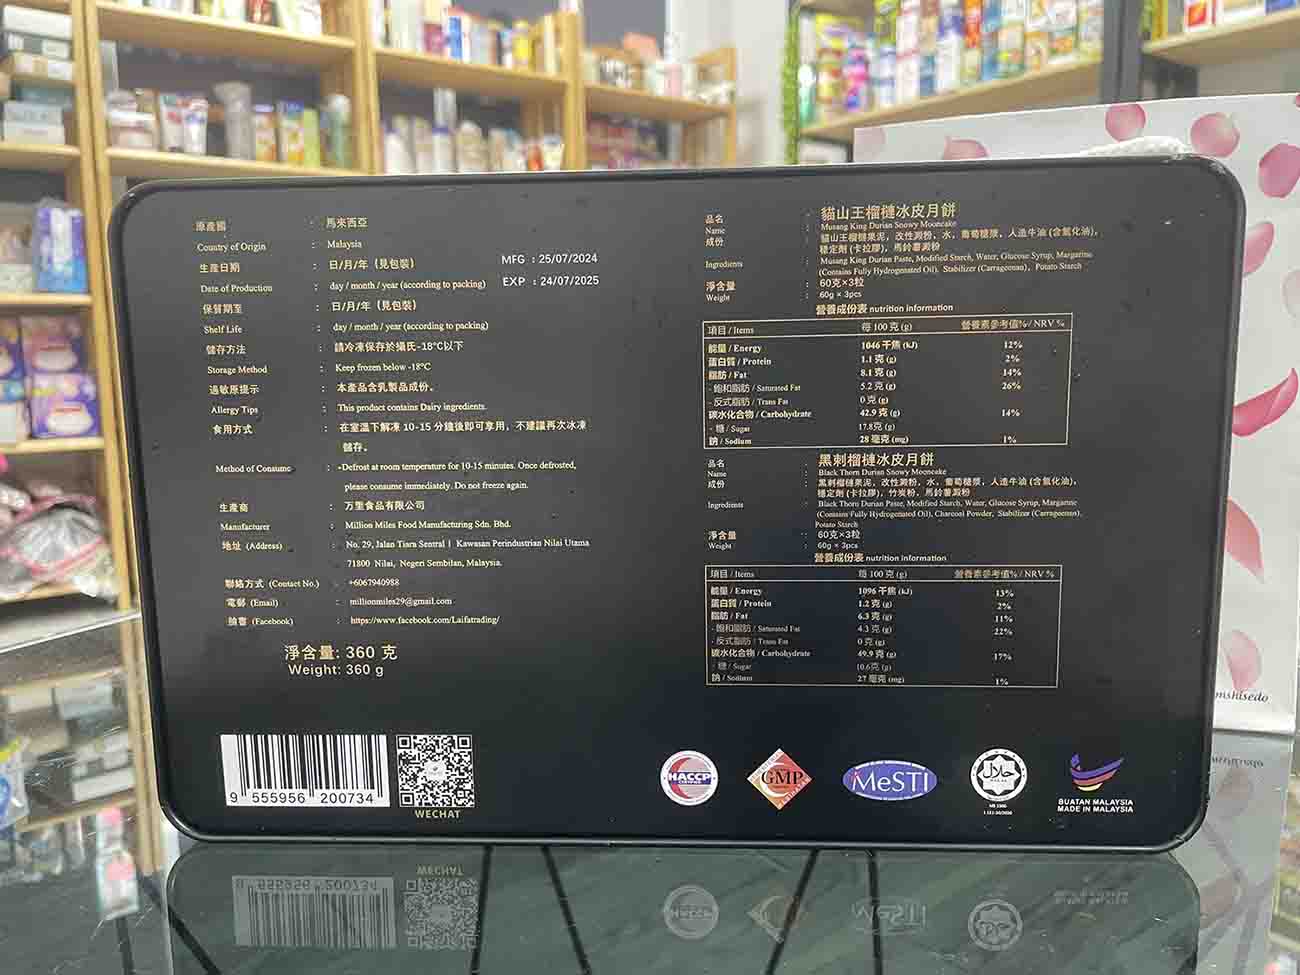 原產國 : 馬來西亞
Country of Origin : Malaysia
生產日期 : 日/月/年 (見包裝)
Date of Production : day / month / year (according to packing)
保質期至 : 日/月/年 (見包裝)
Shelf Life : day / month / year (according to packing)
儲存方法 : 請冷凍保存於攝氏-18°C以下
Storage Method : Keep frozen below -18°C
過敏原提示 : 本產品含乳製品成份。
Allergy Tips : This product contains Dairy ingredients.
食用方式 : 在室溫下解凍 10-15 分鐘後即可享用，不建議再次冰凍
儲存。
Method of Consume : -Defrost at room temperature for 10-15 minutes. Once defrosted,
please consume immediately. Do not freeze again.
生產商 : 万里食品有限公司
Manufacturer : Million Miles Food Manufacturing Sdn. Bhd.
地址 (Address) : No. 29, Jalan Tiara Sentral 1 Kawasan Perindustrian Nilai Utama
71800 Nilai, Negeri Sembilan, Malaysia.
聯絡方式 (Contact No.) : +6067940988
電郵 (Email) : millionmiles29@gmail.com
臉書 (Facebook) : https://www.facebook.com/Laifatrading/
淨含量: 360 克
Weight: 360 g
MFG : 25/07/2024
EXP : 24/07/2025
9 555956 200734
WECHAT
品名 : 貓山王榴槤冰皮月餅
Name : Musang King Durian Snowy Mooncake
成份 : 貓山王榴槤果泥，改性澱粉，水，葡萄糖漿，人造牛油 (含氫化油)，
穩定劑 (卡拉膠)，馬鈴薯澱粉
Ingredients : Musang King Durian Paste, Modified Starch, Water, Glucose Syrup, Margarine
(Contains Fully Hydrogenated Oil), Stabilizer (Carrageenan), Potato Starch
淨含量 : 60克×3粒
Weight : 60g × 3pcs
營養成份表 nutrition information
項目 / Items 每 100 克 (g) 營養素參考值% / NRV %
能量 / Energy 1046 千焦 (kJ) 12%
蛋白質 / Protein 1.1 克 (g) 2%
脂肪 / Fat 8.1 克 (g) 14%
- 飽和脂肪 / Saturated Fat 5.2 克 (g) 26%
- 反式脂肪 / Trans Fat 0 克 (g)
碳水化合物 / Carbohydrate 42.9 克 (g) 14%
- 糖 / Sugar 17.8克 (g)
鈉 / Sodium 28 毫克 (mg) 1%
品名 : 黑刺榴槤冰皮月餅
Name : Black Thorn Durian Snowy Mooncake
成份 : 黑刺榴槤果泥，改性澱粉，水，葡萄糖漿，人造牛油 (含氫化油)，
穩定劑 (卡拉膠)，竹炭粉，馬鈴薯澱粉
Ingredients : Black Thorn Durian Paste, Modified Starch, Water, Glucose Syrup, Margarine
(Contains Fully Hydrogenated Oil), Charcoal Powder, Stabilizer (Carrageenan),
Potato Starch
淨含量 : 60克×3粒
Weight : 60g × 3pcs
營養成份表 nutrition information
項目 / Items 每 100 克 (g) 營養素參考值% / NRV %
能量 / Energy 1096 千焦 (kJ) 13%
蛋白質 / Protein 1.2 克 (g) 2%
脂肪 / Fat 6.3 克 (g) 11%
- 飽和脂肪 / Saturated Fat 4.3 克 (g) 22%
- 反式脂肪 / Trans Fat 0 克 (g)
碳水化合物 / Carbohydrate 49.9 克 (g) 17%
- 糖 / Sugar 10.6克 (g)
鈉 / Sodium 27 毫克 (mg) 1%
HACCP
GMP
MeSTI
حلال
BUATAN MALAYSIA
MADE IN MALAYSIA